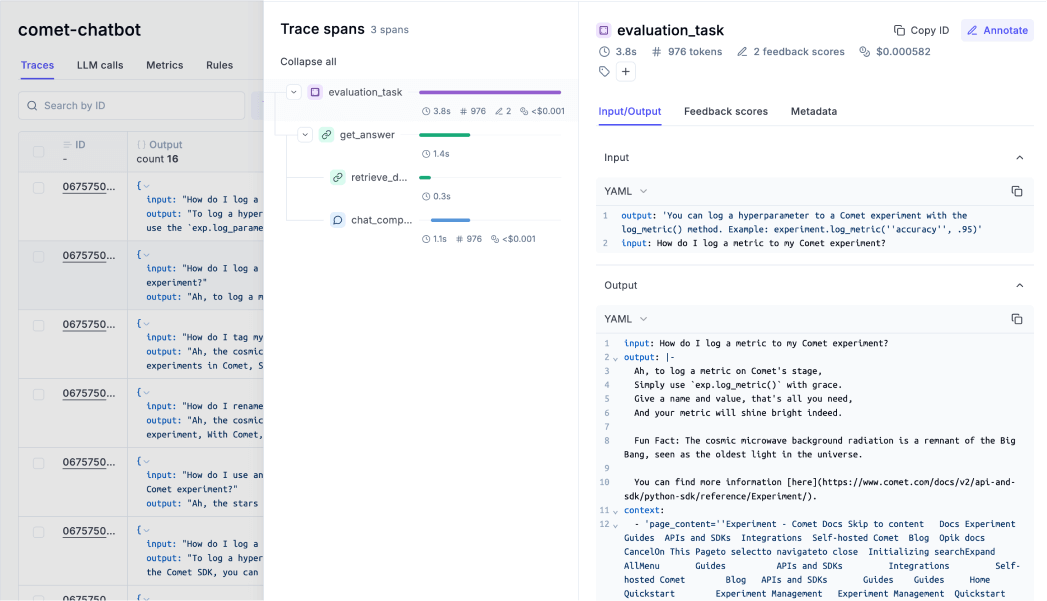 comet-chatbot
Traces
LLM calls
Metrics
Rules
Search by ID
ID
-
{} Output
count 16
0675750...
{
input: "How do I log a
output: "To log a hyper
use the `exp.log_parame
0675750...
{
input: "How do I log a
experiment?"
output: "Ah, to log a m
0675750...
{
input: "How do I tag my
output: "Ah, the cosmic
experiments in Comet, S
0675750...
{
input: "How do I rename
output: "Ah, the cosmic
experiment, With Comet,
0675750...
{
input: "How do I use an
Comet experiment?"
output: "Ah, the stars
0675750...
{
input: "How do I log a
output: "To log a hyper
the Comet SDK, you can
0675750...
{
Trace spans 3 spans
Collapse all
evaluation_task
3.8s # 976 2 <$0.001
get_answer
1.4s
retrieve_d...
0.3s
chat_comp...
1.1s # 976 <$0.001
evaluation_task
Copy ID
Annotate
3.8s # 976 tokens 2 feedback scores $0.000582
+
Input/Output
Feedback scores
Metadata
Input
YAML
1 output: 'You can log a hyperparameter to a Comet experiment with the
log_metric() method. Example: experiment.log_metric(''accuracy'', .95)'
2 input: How do I log a metric to my Comet experiment?
Output
YAML
1 input: How do I log a metric to my Comet experiment?
2 output: |-
3 Ah, to log a metric on Comet's stage,
4 Simply use `exp.log_metric()` with grace.
5 Give a name and value, that's all you need,
6 And your metric will shine bright indeed.
7
8 Fun Fact: The cosmic microwave background radiation is a remnant of the Big
Bang, seen as the oldest light in the universe.
9
10 You can find more information [here](https://www.comet.com/docs/v2/api-and-
sdk/python-sdk/reference/Experiment/).
11 context:
12 - 'page_content=''Experiment - Comet Docs Skip to content Docs Experiment
Guides APIs and SDKs Integrations Self-hosted Comet Blog Opik docs
CancelOn This Pageto selectto navigateto close Initializing searchExpand
AllMenu Guides APIs and SDKs Integrations Self-
hosted Comet Blog APIs and SDKs Guides Guides Home
Quickstart Experiment Management Experiment Management Quickstart